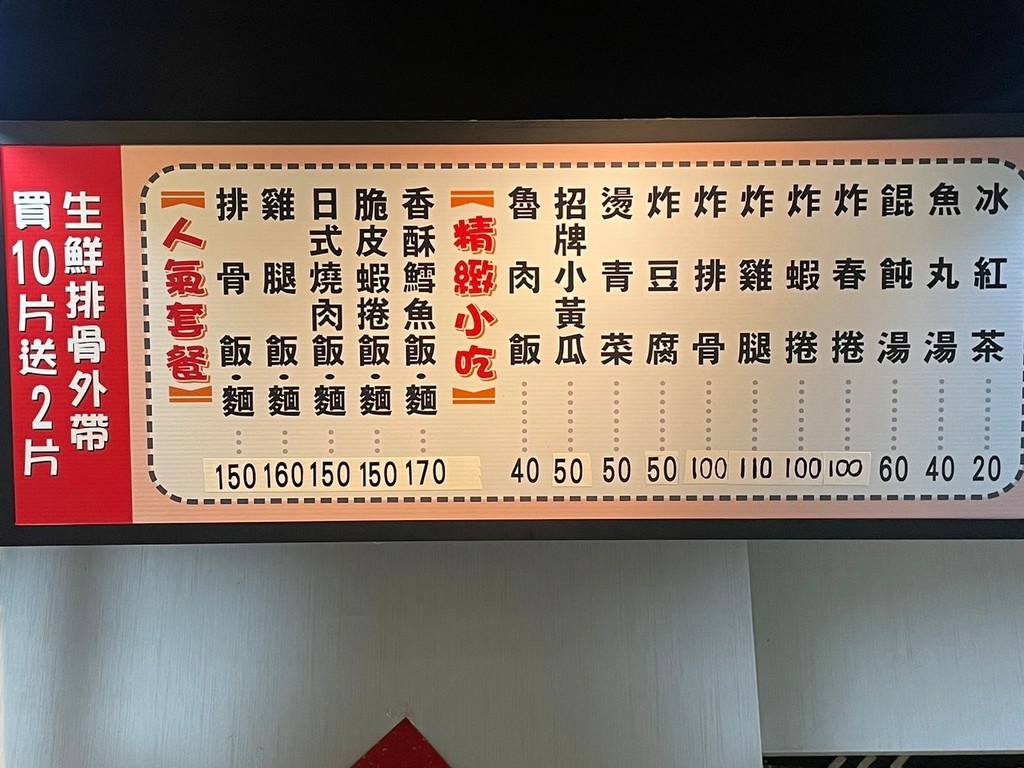 生鮮排骨外帶
買10片送2片
人氣套餐
排骨飯・麵 150
雞腿飯・麵 160
日式燒肉飯・麵 150
脆皮蝦捲飯・麵 150
香酥鱈魚飯・麵 170
精緻小吃
魯肉飯 40
招牌小黃瓜 50
燙青菜 50
炸豆腐 50
炸排骨 100
炸雞腿 110
炸蝦捲 100
炸春捲 100
餛飩湯 60
魚丸湯 40
冰紅茶 20